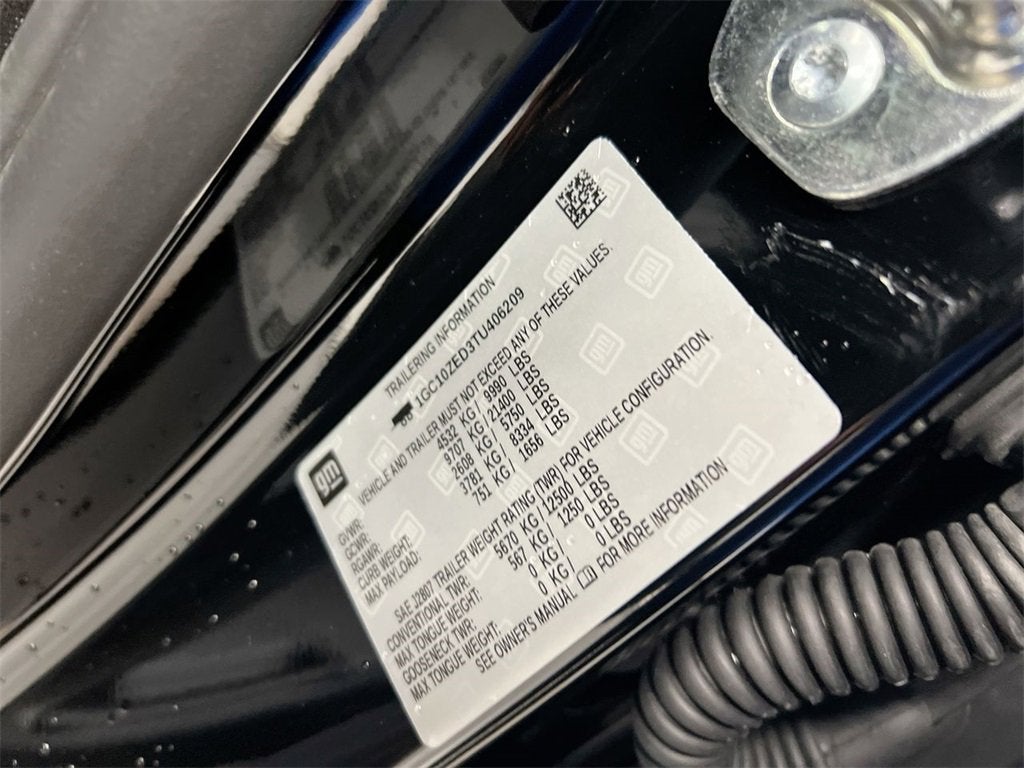 gm
TRAILERING INFORMATION
1GC10ZED3TU406209
VEHICLE AND TRAILER MUST NOT EXCEED ANY OF THESE VALUES.
GVWR: 4532 KG / 9990 LBS
GCWR: 9707 KG / 21400 LBS
RGAWR: 2608 KG / 5750 LBS
CURB WEIGHT: 3781 KG / 8334 LBS
MAX PAYLOAD: 751 KG / 1656 LBS
SAE J2807 TRAILER WEIGHT RATING (TWR) FOR VEHICLE CONFIGURATION.
CONVENTIONAL TWR: 5670 KG / 12500 LBS
MAX TONGUE WEIGHT: 567 KG / 1250 LBS
GOOSENECK TWR: 0 KG / 0 LBS
MAX TONGUE WEIGHT: 0 KG / 0 LBS
SEE OWNER'S MANUAL FOR MORE INFORMATION